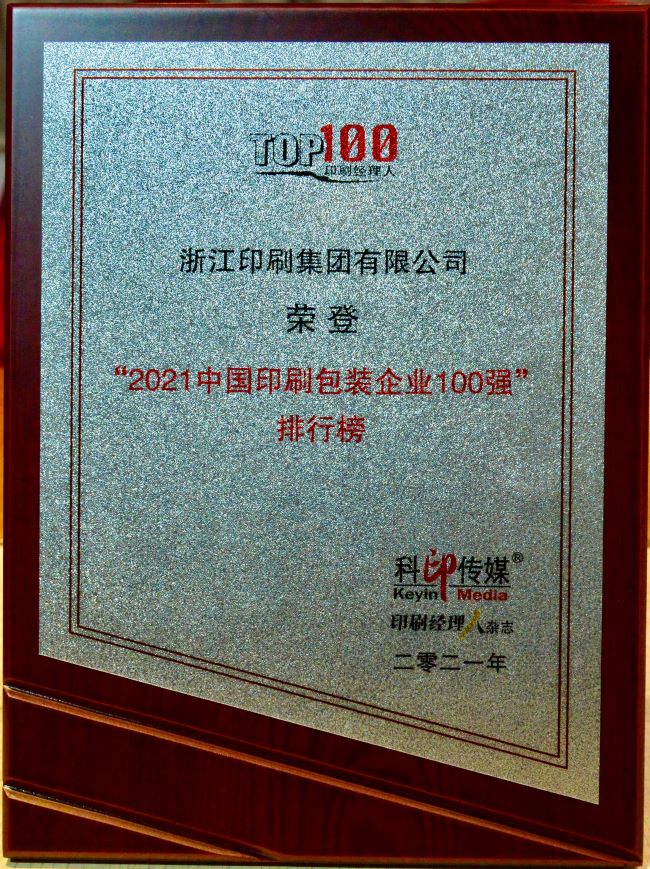 TOP100
印刷经理人
浙江印刷集团有限公司
荣登
“2021中国印刷包装企业100强”
排行榜
科印传媒®
Keyin Media
印刷经理人杂志
二零二一年